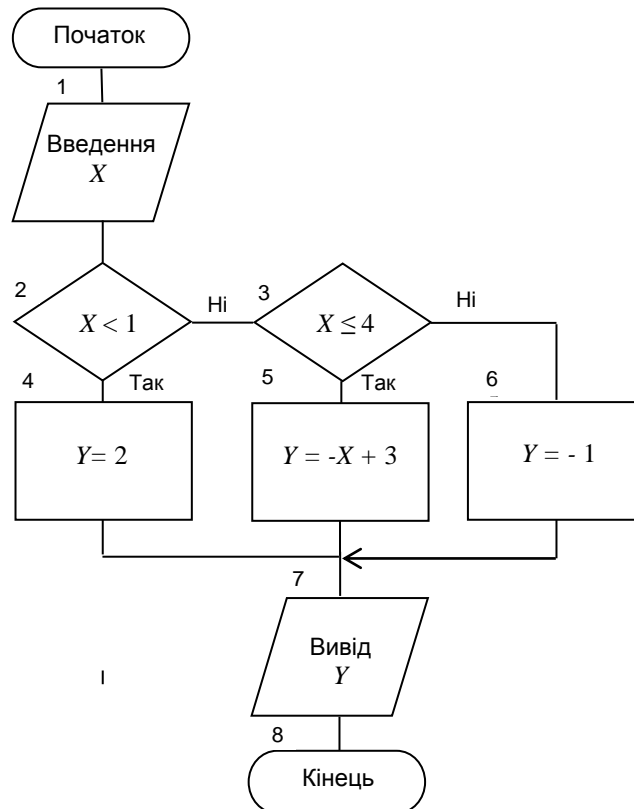 Початок
1
Введення
X
2
X < 1
Ні
3
X ≤ 4
Ні
4
Так
5
Так
6
Y= 2
Y = -X + 3
Y = - 1
7
Вивід
Y
8
Кінець